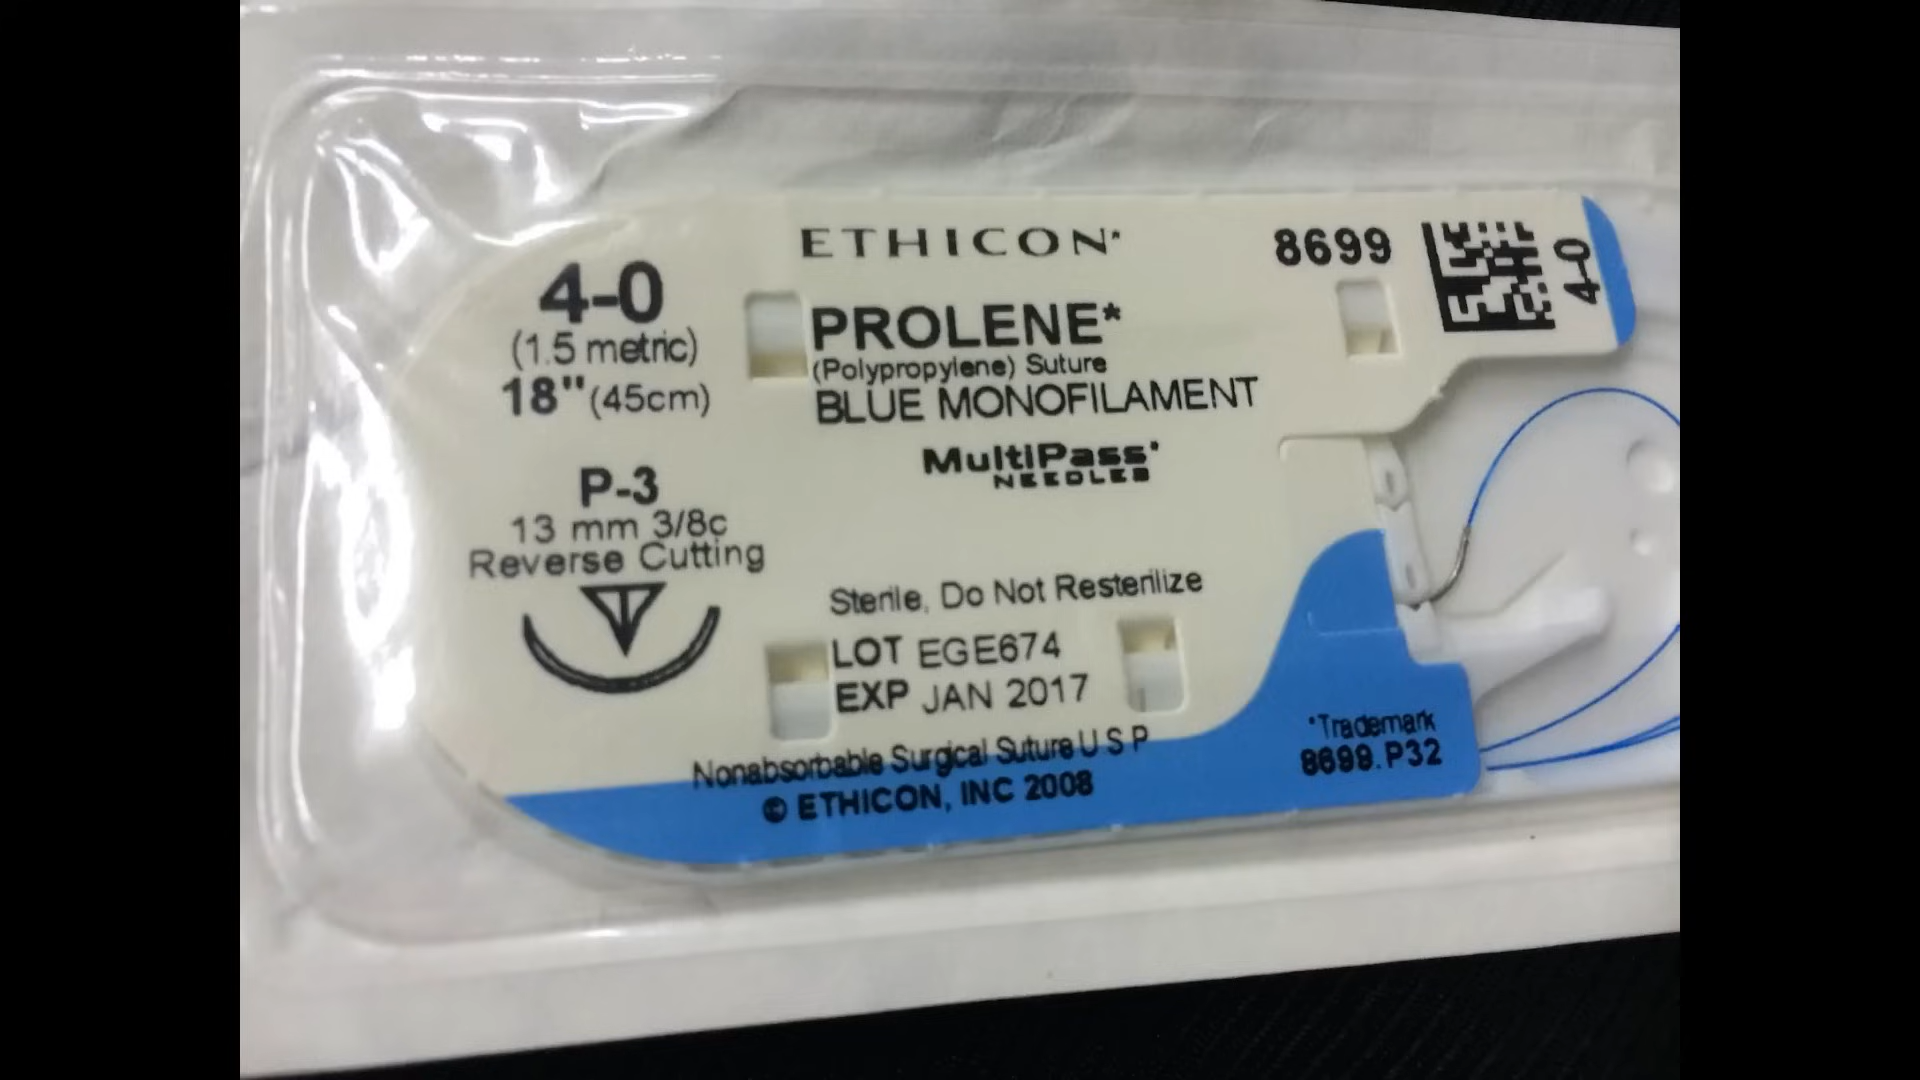 ETHICON*
8699
4-0
4-0
(1.5 metric)
18" (45cm)
PROLENE*
(Polypropylene) Suture
BLUE MONOFILAMENT
MultiPass*
NEEDLES
P-3
13 mm 3/8c
Reverse Cutting
Sterile, Do Not Resterilize
LOT EGE674
EXP JAN 2017
Nonabsorbable Surgical Suture U S P
© ETHICON, INC 2008
*Trademark
8699.P32